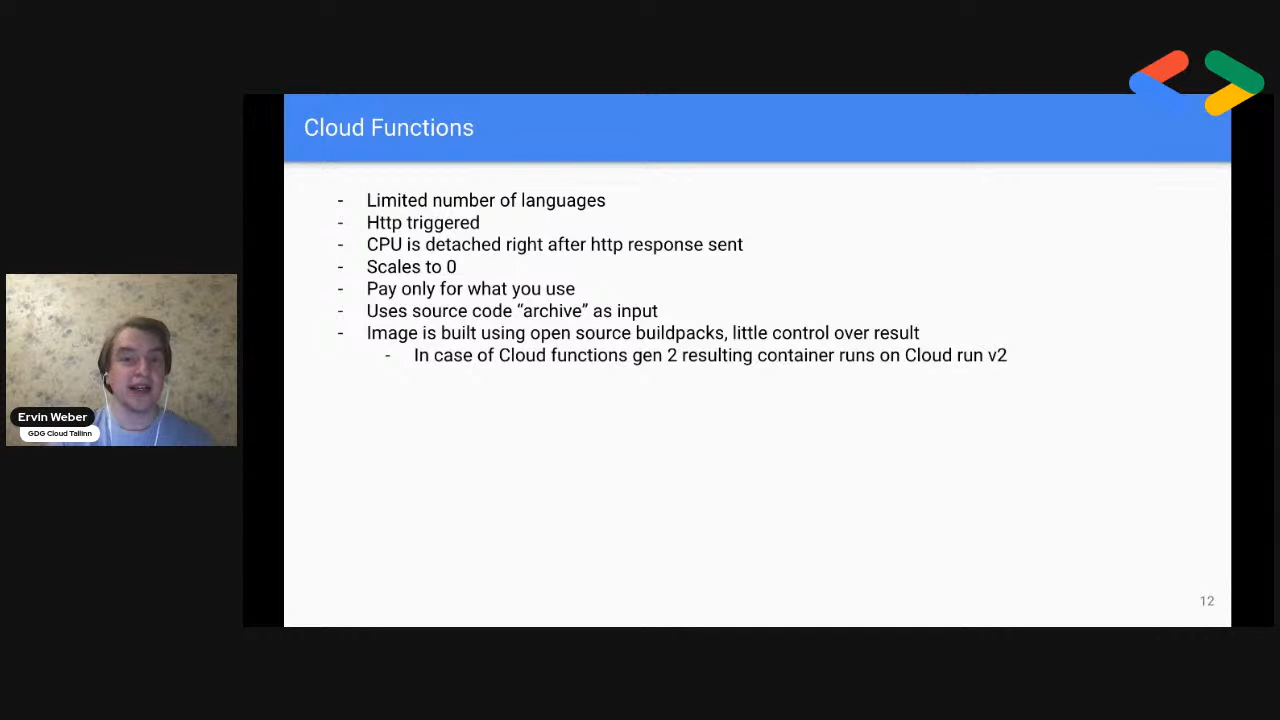 Cloud Functions
- Limited number of languages
- Http triggered
- CPU is detached right after http response sent
- Scales to 0
- Pay only for what you use
- Uses source code “archive” as input
- Image is built using open source buildpacks, little control over result
- In case of Cloud functions gen 2 resulting container runs on Cloud run v2
Ervin Weber
GDG Cloud Tallinn
12